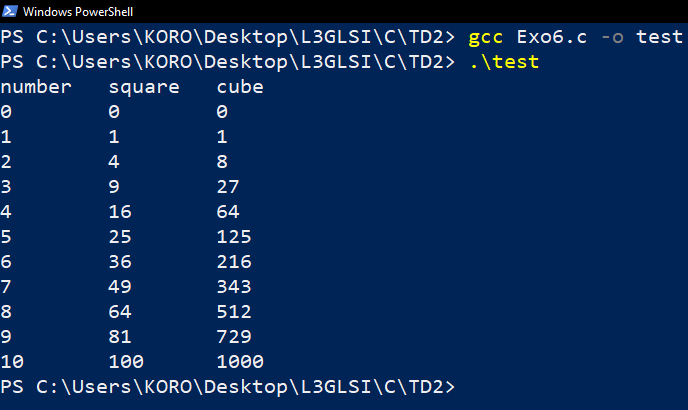 Windows PowerShell
PS C:\Users\KORO\Desktop\L3GLSI\C\TD2> gcc Exo6.c -o test
PS C:\Users\KORO\Desktop\L3GLSI\C\TD2> .\test
number   square   cube
0        0        0
1        1        1
2        4        8
3        9        27
4        16       64
5        25       125
6        36       216
7        49       343
8        64       512
9        81       729
10       100      1000
PS C:\Users\KORO\Desktop\L3GLSI\C\TD2>